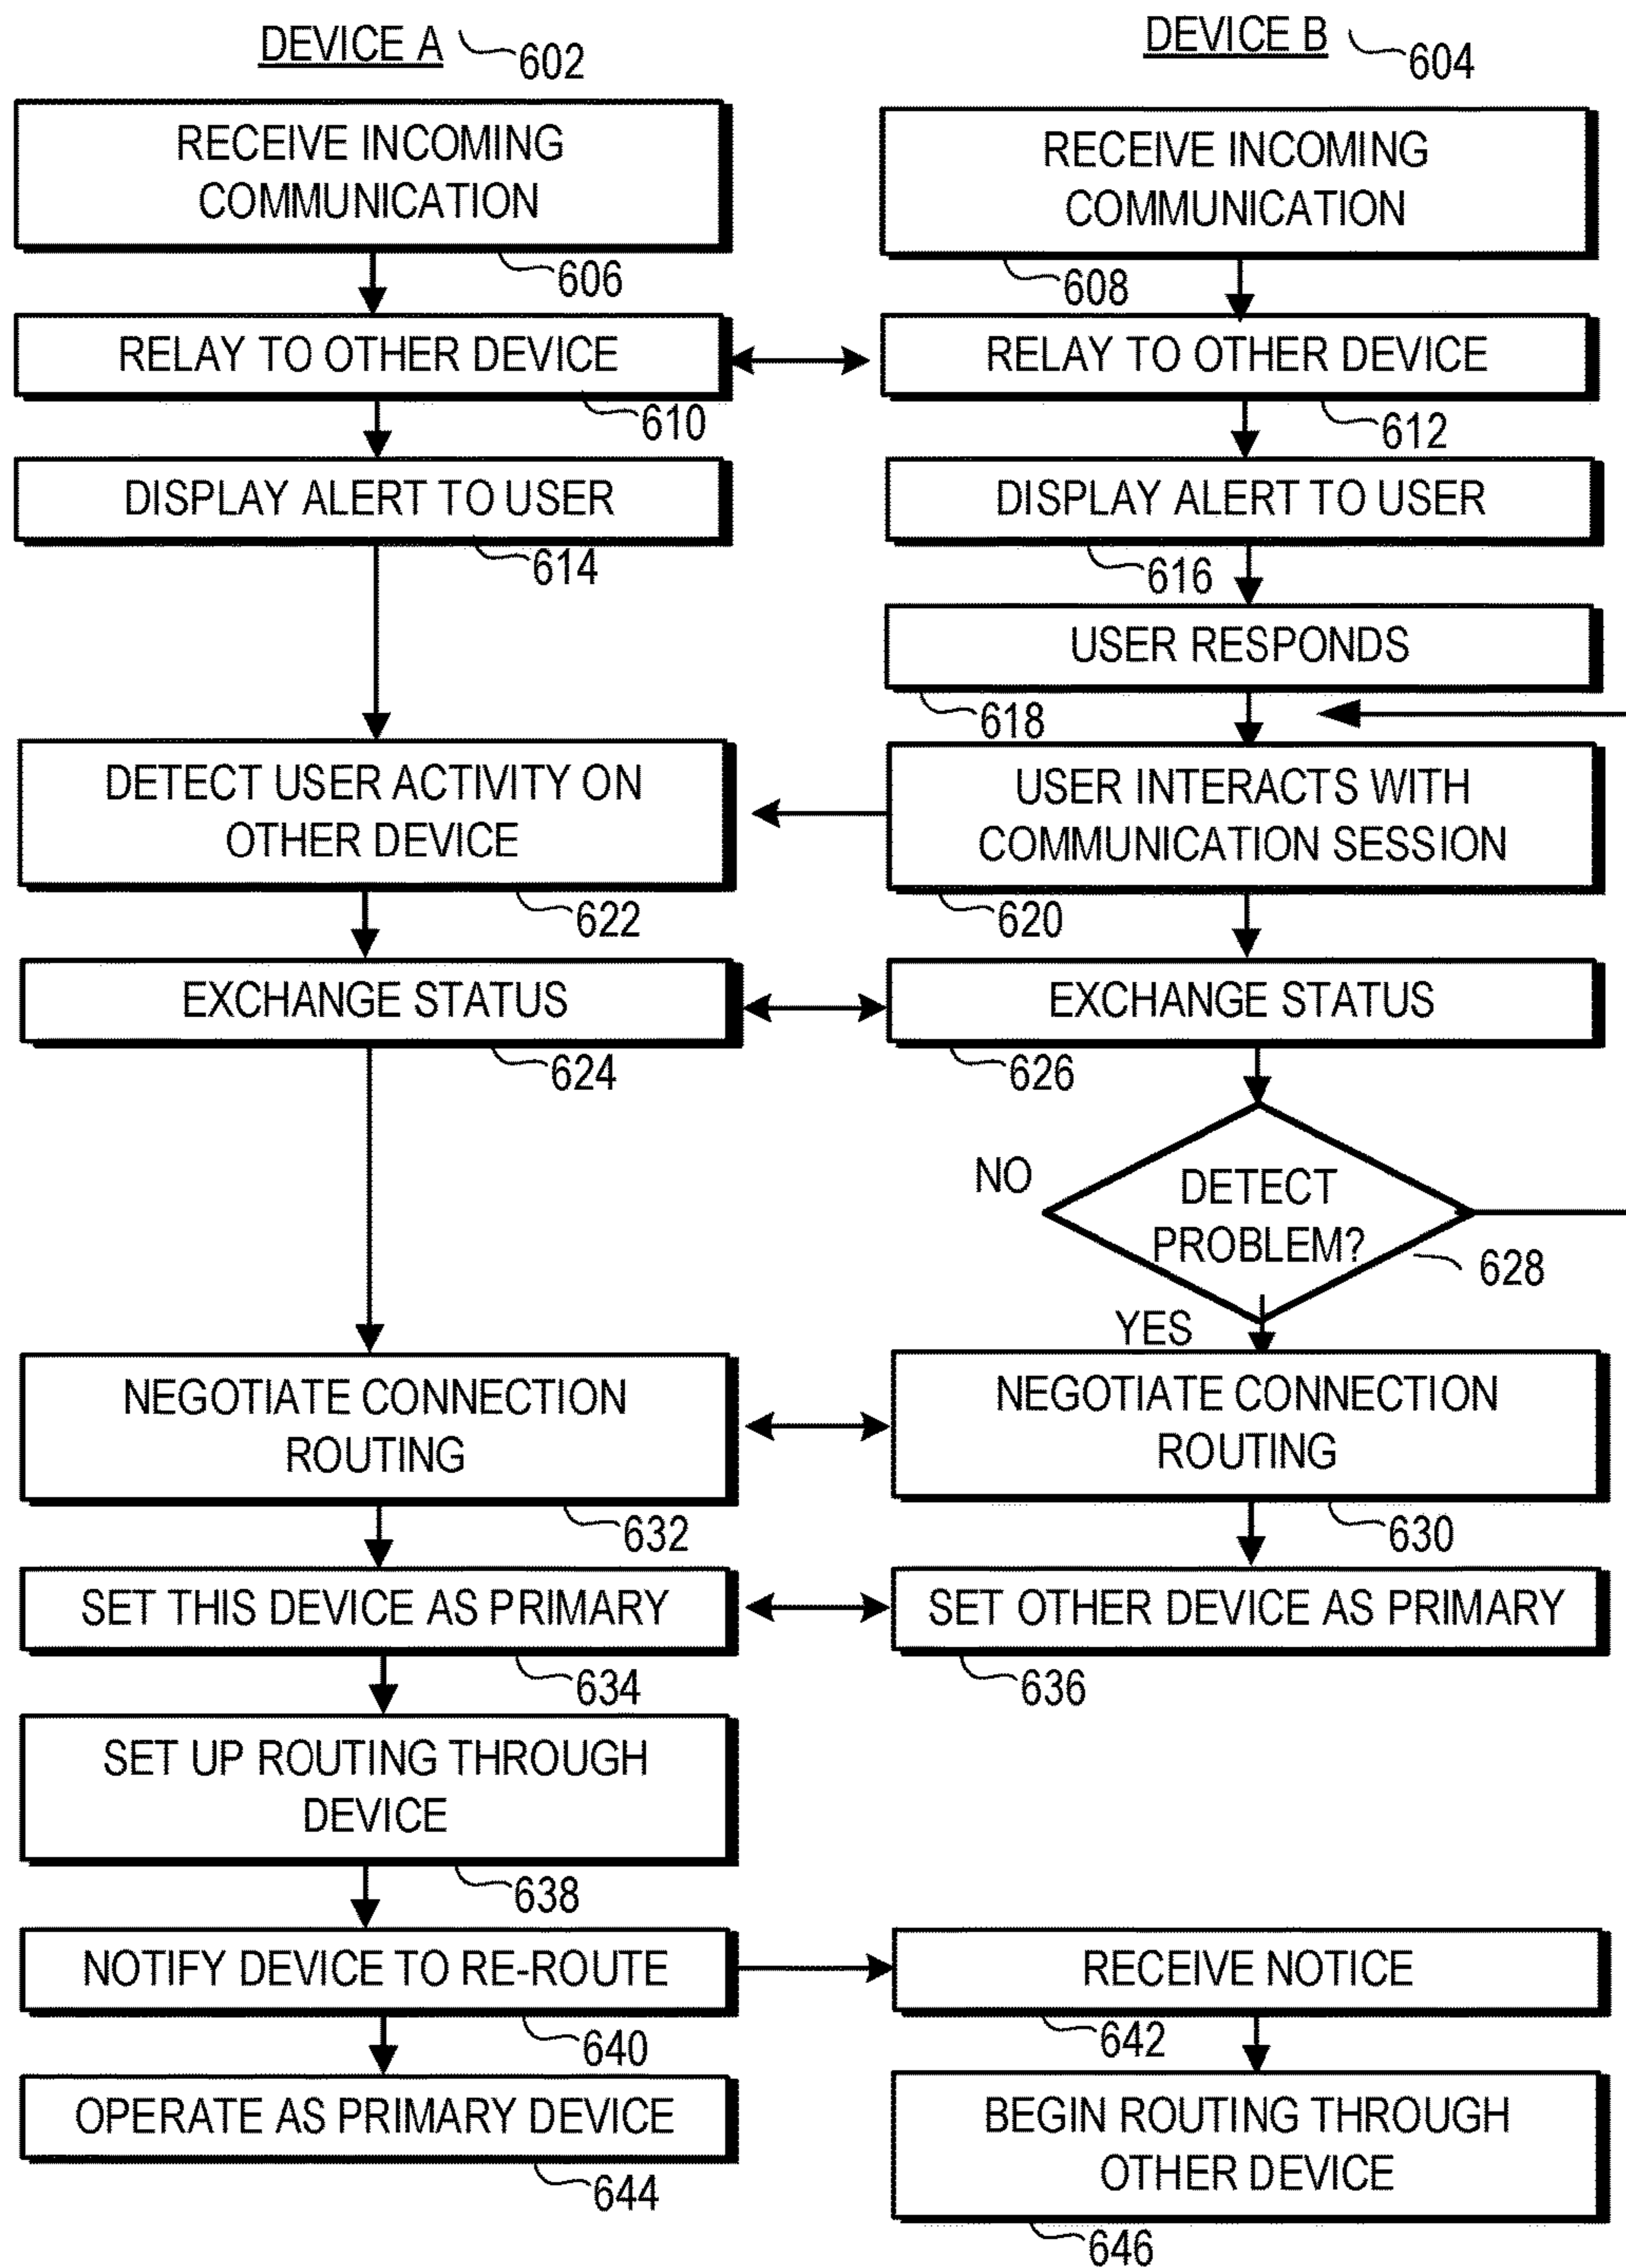 DEVICE A
602
DEVICE B
604
RECEIVE INCOMING
COMMUNICATION
606
RECEIVE INCOMING
COMMUNICATION
608
RELAY TO OTHER DEVICE
610
RELAY TO OTHER DEVICE
612
DISPLAY ALERT TO USER
614
DISPLAY ALERT TO USER
616
USER RESPONDS
618
DETECT USER ACTIVITY ON
OTHER DEVICE
622
USER INTERACTS WITH
COMMUNICATION SESSION
620
EXCHANGE STATUS
624
EXCHANGE STATUS
626
NO
DETECT
PROBLEM?
628
YES
NEGOTIATE CONNECTION
ROUTING
632
NEGOTIATE CONNECTION
ROUTING
630
SET THIS DEVICE AS PRIMARY
634
SET OTHER DEVICE AS PRIMARY
636
SET UP ROUTING THROUGH
DEVICE
638
NOTIFY DEVICE TO RE-ROUTE
640
RECEIVE NOTICE
642
OPERATE AS PRIMARY DEVICE
644
BEGIN ROUTING THROUGH
OTHER DEVICE
646